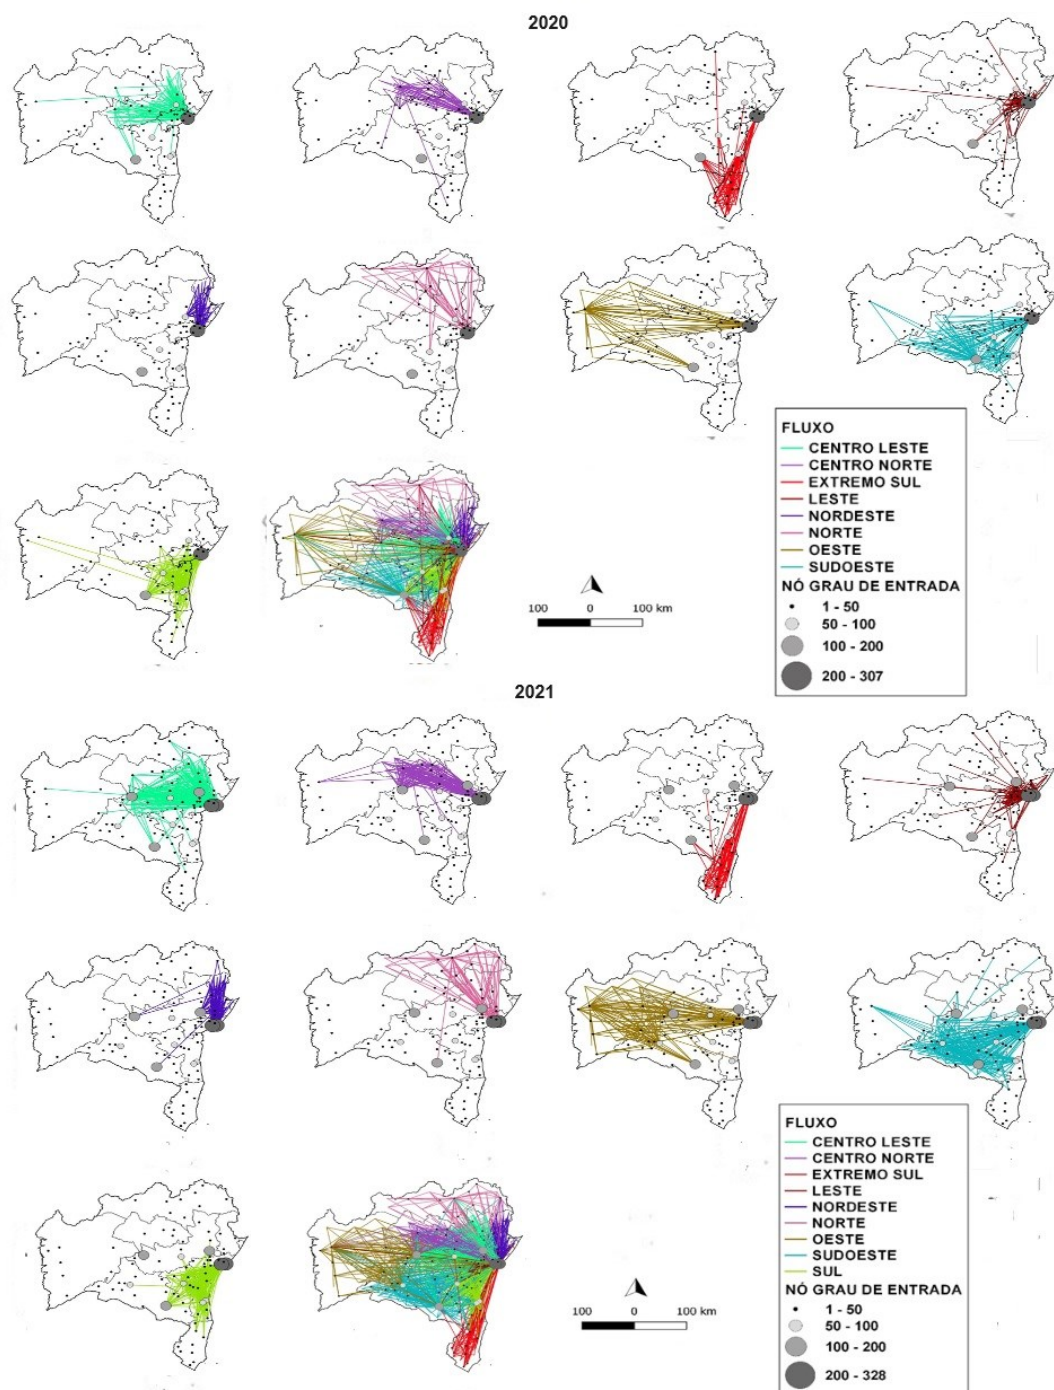 2020
FLUXO
CENTRO LESTE
CENTRO NORTE
EXTREMO SUL
LESTE
NORDESTE
NORTE
OESTE
SUDOESTE
NÓ GRAU DE ENTRADA
1 - 50
50 - 100
100 - 200
200 - 307
100 0 100 km
2021
FLUXO
CENTRO LESTE
CENTRO NORTE
EXTREMO SUL
LESTE
NORDESTE
NORTE
OESTE
SUDOESTE
SUL
NÓ GRAU DE ENTRADA
1 - 50
50 - 100
100 - 200
200 - 328
100 0 100 km